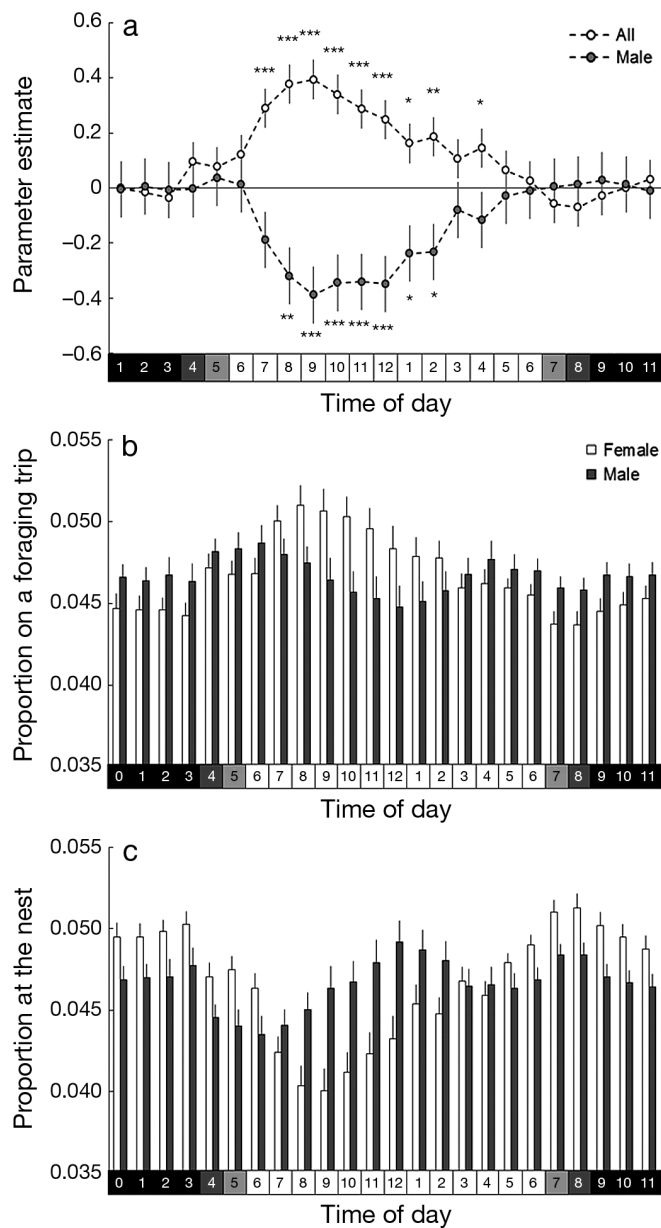 a
All
Male
0.6
0.4
0.2
0
−0.2
−0.4
−0.6
Parameter estimate
*** *** *** *** *** *** * ** *
** *** *** *** *** * *
1 2 3 4 5 6 7 8 9 10 11 12 1 2 3 4 5 6 7 8 9 10 11
Time of day
b
Female
Male
0.055
0.050
0.045
0.040
0.035
Proportion on a foraging trip
0 1 2 3 4 5 6 7 8 9 10 11 12 1 2 3 4 5 6 7 8 9 10 11
Time of day
c
0.055
0.050
0.045
0.040
0.035
Proportion at the nest
0 1 2 3 4 5 6 7 8 9 10 11 12 1 2 3 4 5 6 7 8 9 10 11
Time of day